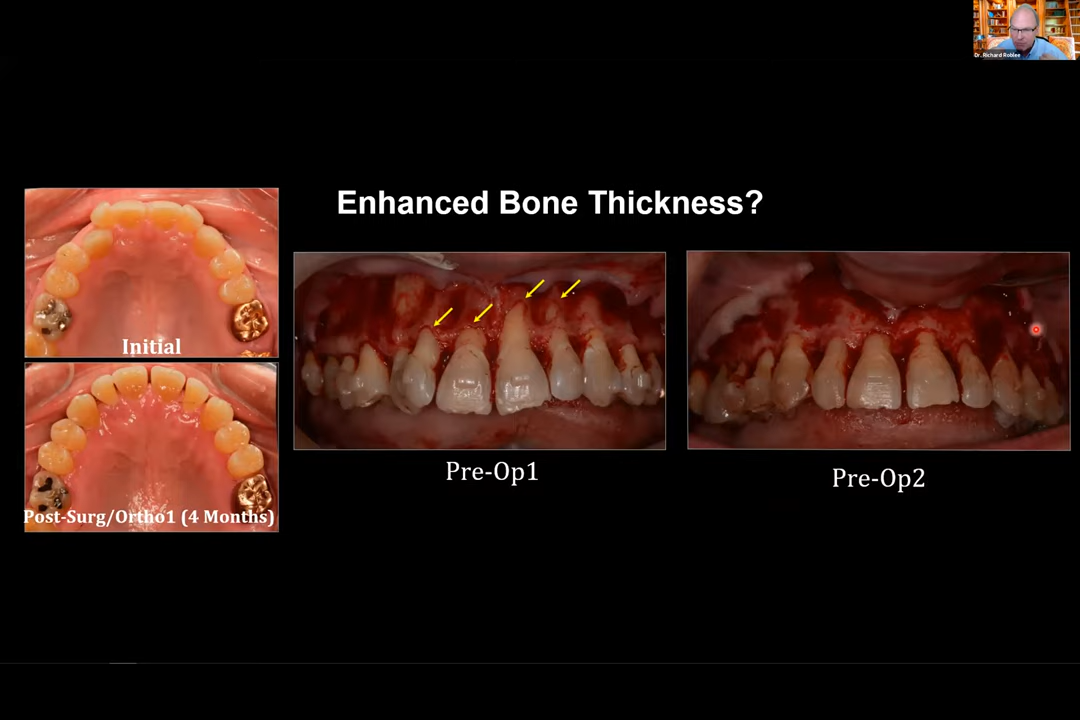 Dr. Richard Roblee
Enhanced Bone Thickness?
Initial
Post-Surg/Ortho1 (4 Months)
Pre-Op1
Pre-Op2